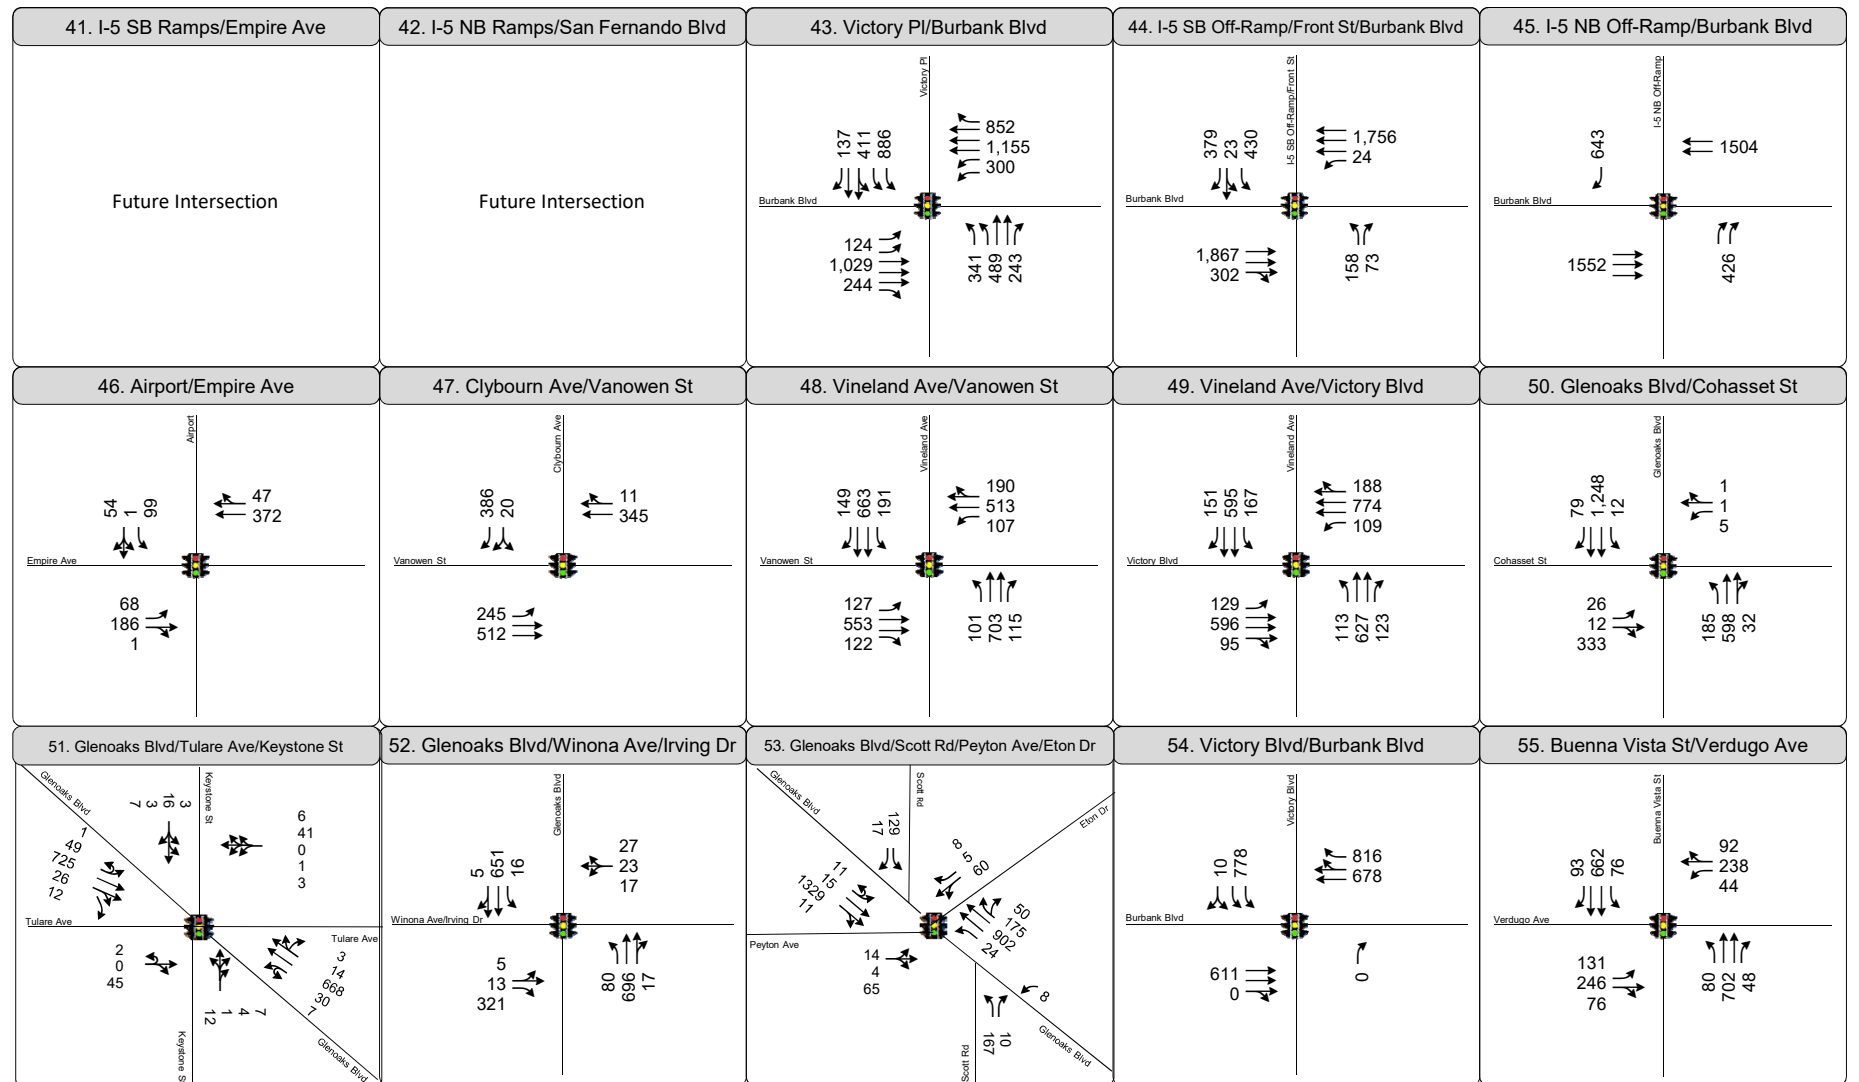 41. I-5 SB Ramps/Empire Ave
Future Intersection
42. I-5 NB Ramps/San Fernando Blvd
Future Intersection
43. Victory Pl/Burbank Blvd
Victory Pl
137
411
886
852
1,155
300
Burbank Blvd
124
1,029
244
341
489
243
44. I-5 SB Off-Ramp/Front St/Burbank Blvd
I-5 SB Off-Ramp/Front St
379
23
430
1,756
24
Burbank Blvd
1,867
302
158
73
45. I-5 NB Off-Ramp/Burbank Blvd
I-5 NB Off-Ramp
643
1504
Burbank Blvd
1552
426
46. Airport/Empire Ave
Airport
54
1
99
47
372
Empire Ave
68
186
1
47. Clybourn Ave/Vanowen St
Clybourn Ave
386
20
11
345
Vanowen St
245
512
48. Vineland Ave/Vanowen St
Vineland Ave
149
663
191
190
513
107
Vanowen St
127
553
122
101
703
115
49. Vineland Ave/Victory Blvd
Vineland Ave
151
595
167
188
774
109
Victory Blvd
129
596
95
113
627
123
50. Glenoaks Blvd/Cohasset St
Glenoaks Blvd
79
1,248
12
1
1
5
Cohasset St
26
12
333
185
598
32
51. Glenoaks Blvd/Tulare Ave/Keystone St
Glenoaks Blvd
Keystone St
7
3
16
3
6
41
0
1
3
1
49
725
26
12
Tulare Ave
Tulare Ave
2
0
45
3
14
668
30
7
12
1
4
7
Keystone S
Glenoaks Blvd
52. Glenoaks Blvd/Winona Ave/Irving Dr
Glenoaks Blvd
5
651
16
27
23
17
Winona Ave/Irving Dr
5
13
321
80
696
17
53. Glenoaks Blvd/Scott Rd/Peyton Ave/Eton Dr
Glenoaks Blvd
Scott Rd
Eton Dr
17
129
8
5
60
11
15
1329
11
50
175
902
24
Peyton Ave
14
4
65
8
167
10
Scott Rd
Glenoaks Blvd
54. Victory Blvd/Burbank Blvd
Victory Blvd
10
778
816
678
Burbank Blvd
611
0
0
55. Buenna Vista St/Verdugo Ave
Buenna Vista St
93
662
76
92
238
44
Verdugo Ave
131
246
76
80
702
48